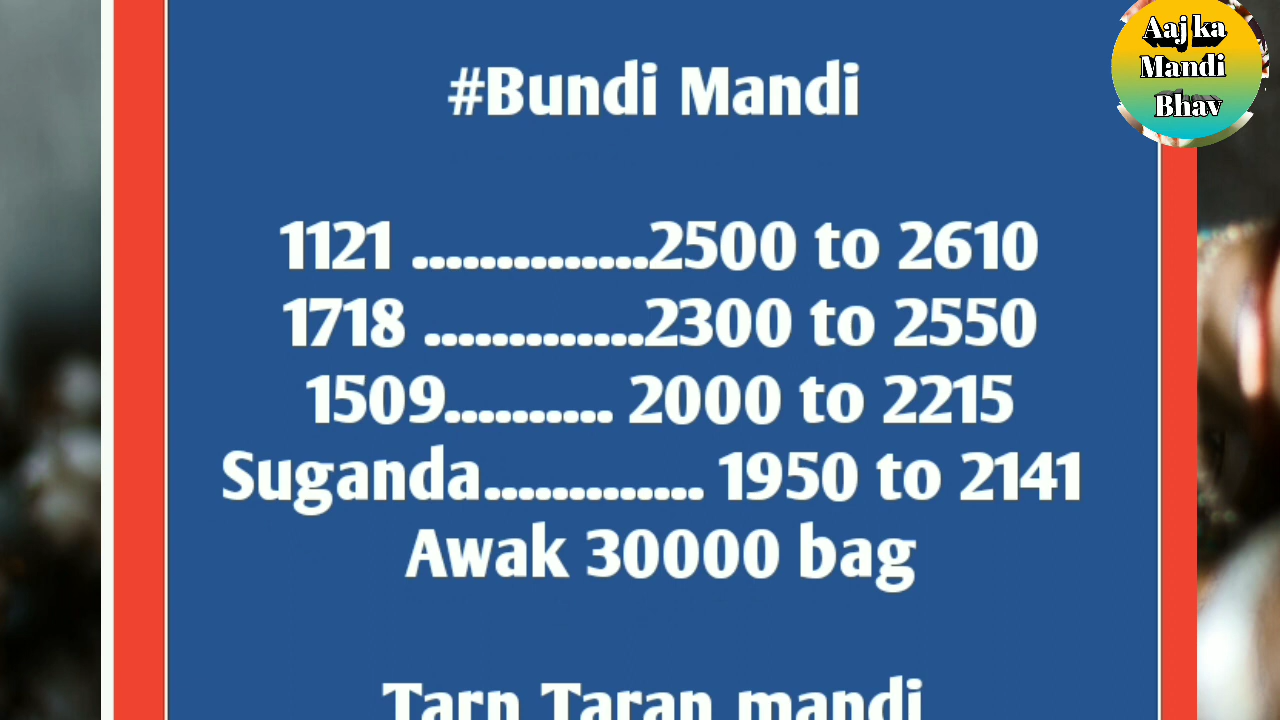 #Bundi Mandi
1121 ..............2500 to 2610
1718 .............2300 to 2550
1509.......... 2000 to 2215
Suganda............. 1950 to 2141
Awak 30000 bag
Tarn Taran mandi
Aaj ka
Mandi
Bhav